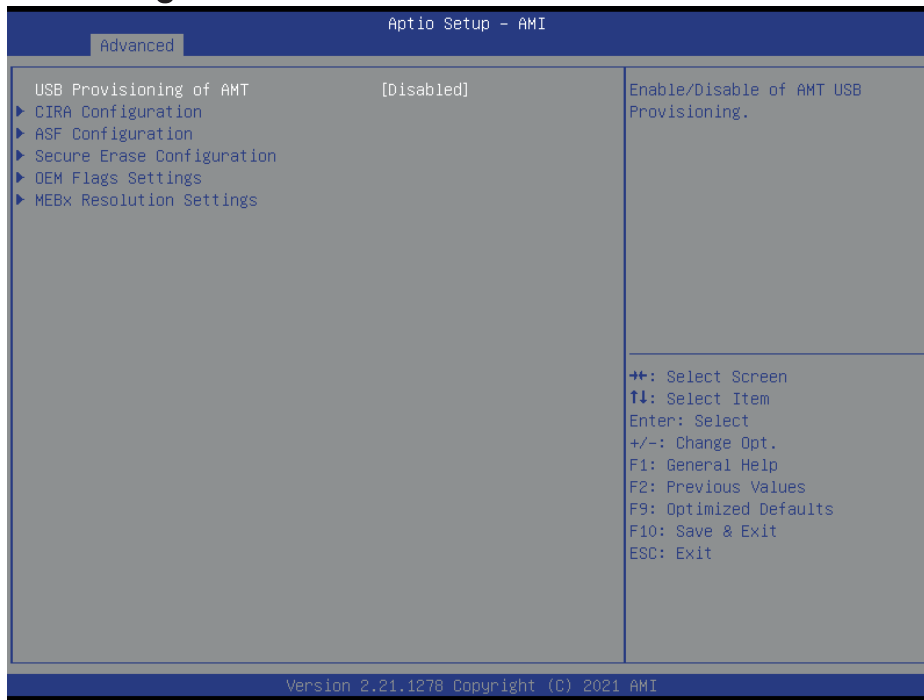 Aptio Setup – AMI
Advanced
USB Provisioning of AMT [Disabled]
▶ CIRA Configuration
▶ ASF Configuration
▶ Secure Erase Configuration
▶ OEM Flags Settings
▶ MEBx Resolution Settings
Enable/Disable of AMT USB
Provisioning.
→←: Select Screen
↑↓: Select Item
Enter: Select
+/-: Change Opt.
F1: General Help
F2: Previous Values
F9: Optimized Defaults
F10: Save & Exit
ESC: Exit
Version 2.21.1278 Copyright (C) 2021 AMI